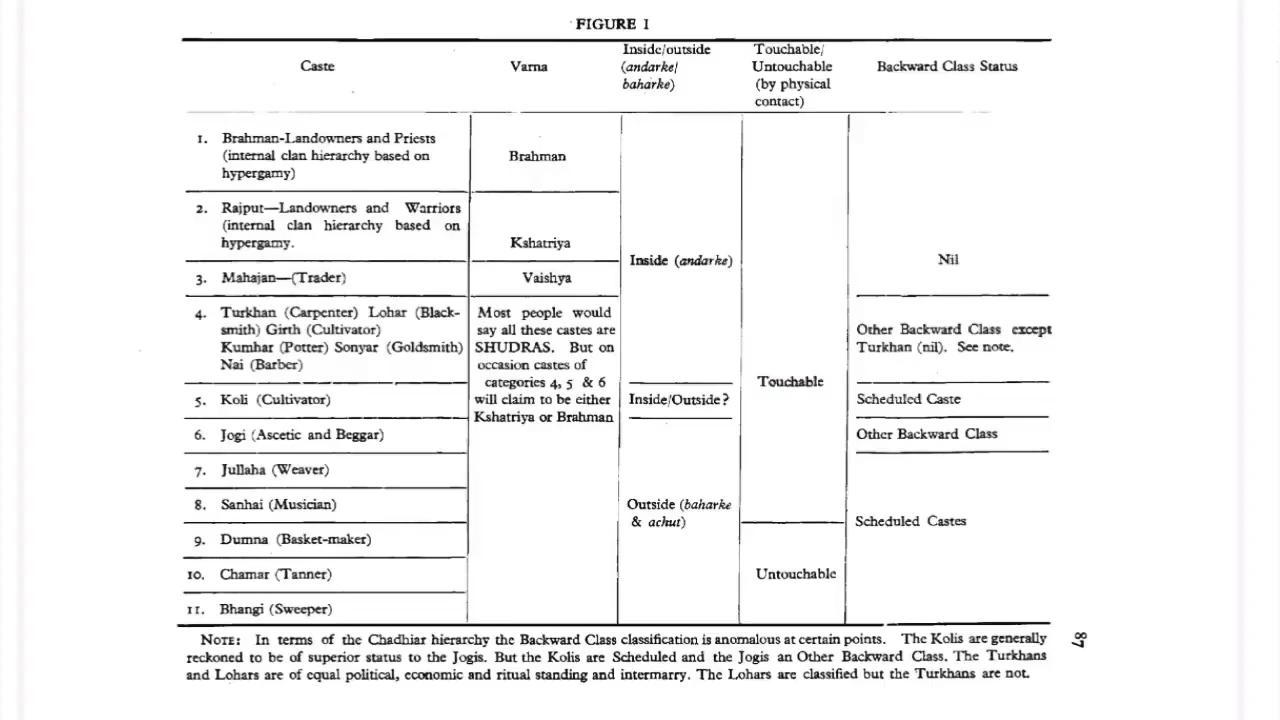 FIGURE I
Caste
Varna
Inside/outside
(andarke/
baharke)
Touchable/
Untouchable
(by physical
contact)
Backward Class Status
1. Brahman-Landowners and Priests
(internal clan hierarchy based on
hypergamy)
Brahman
2. Rajput—Landowners and Warriors
(internal clan hierarchy based on
hypergamy.
Kshatriya
Inside (andarke)
Nil
3. Mahajan—(Trader)
Vaishya
4. Turkhan (Carpenter) Lohar (Black-
smith) Girth (Cultivator)
Kumhar (Potter) Sonyar (Goldsmith)
Nai (Barber)
Most people would
say all these castes are
SHUDRAS. But on
occasion castes of
categories 4, 5 & 6
will claim to be either
Kshatriya or Brahman
Other Backward Class except
Turkhan (nil). See note.
Touchable
5. Koli (Cultivator)
Inside/Outside?
Scheduled Caste
6. Jogi (Ascetic and Beggar)
Other Backward Class
7. Jullaha (Weaver)
8. Sanhai (Musician)
Outside (baharke
& achut)
Scheduled Castes
9. Dumna (Basket-maker)
10. Chamar (Tanner)
Untouchable
11. Bhangi (Sweeper)
NOTE: In terms of the Chadhiar hierarchy the Backward Class classification is anomalous at certain points. The Kolis are generally
reckoned to be of superior status to the Jogis. But the Kolis are Scheduled and the Jogis an Other Backward Class. The Turkhans
and Lohars are of equal political, economic and ritual standing and intermarry. The Lohars are classified but the Turkhans are not.
87